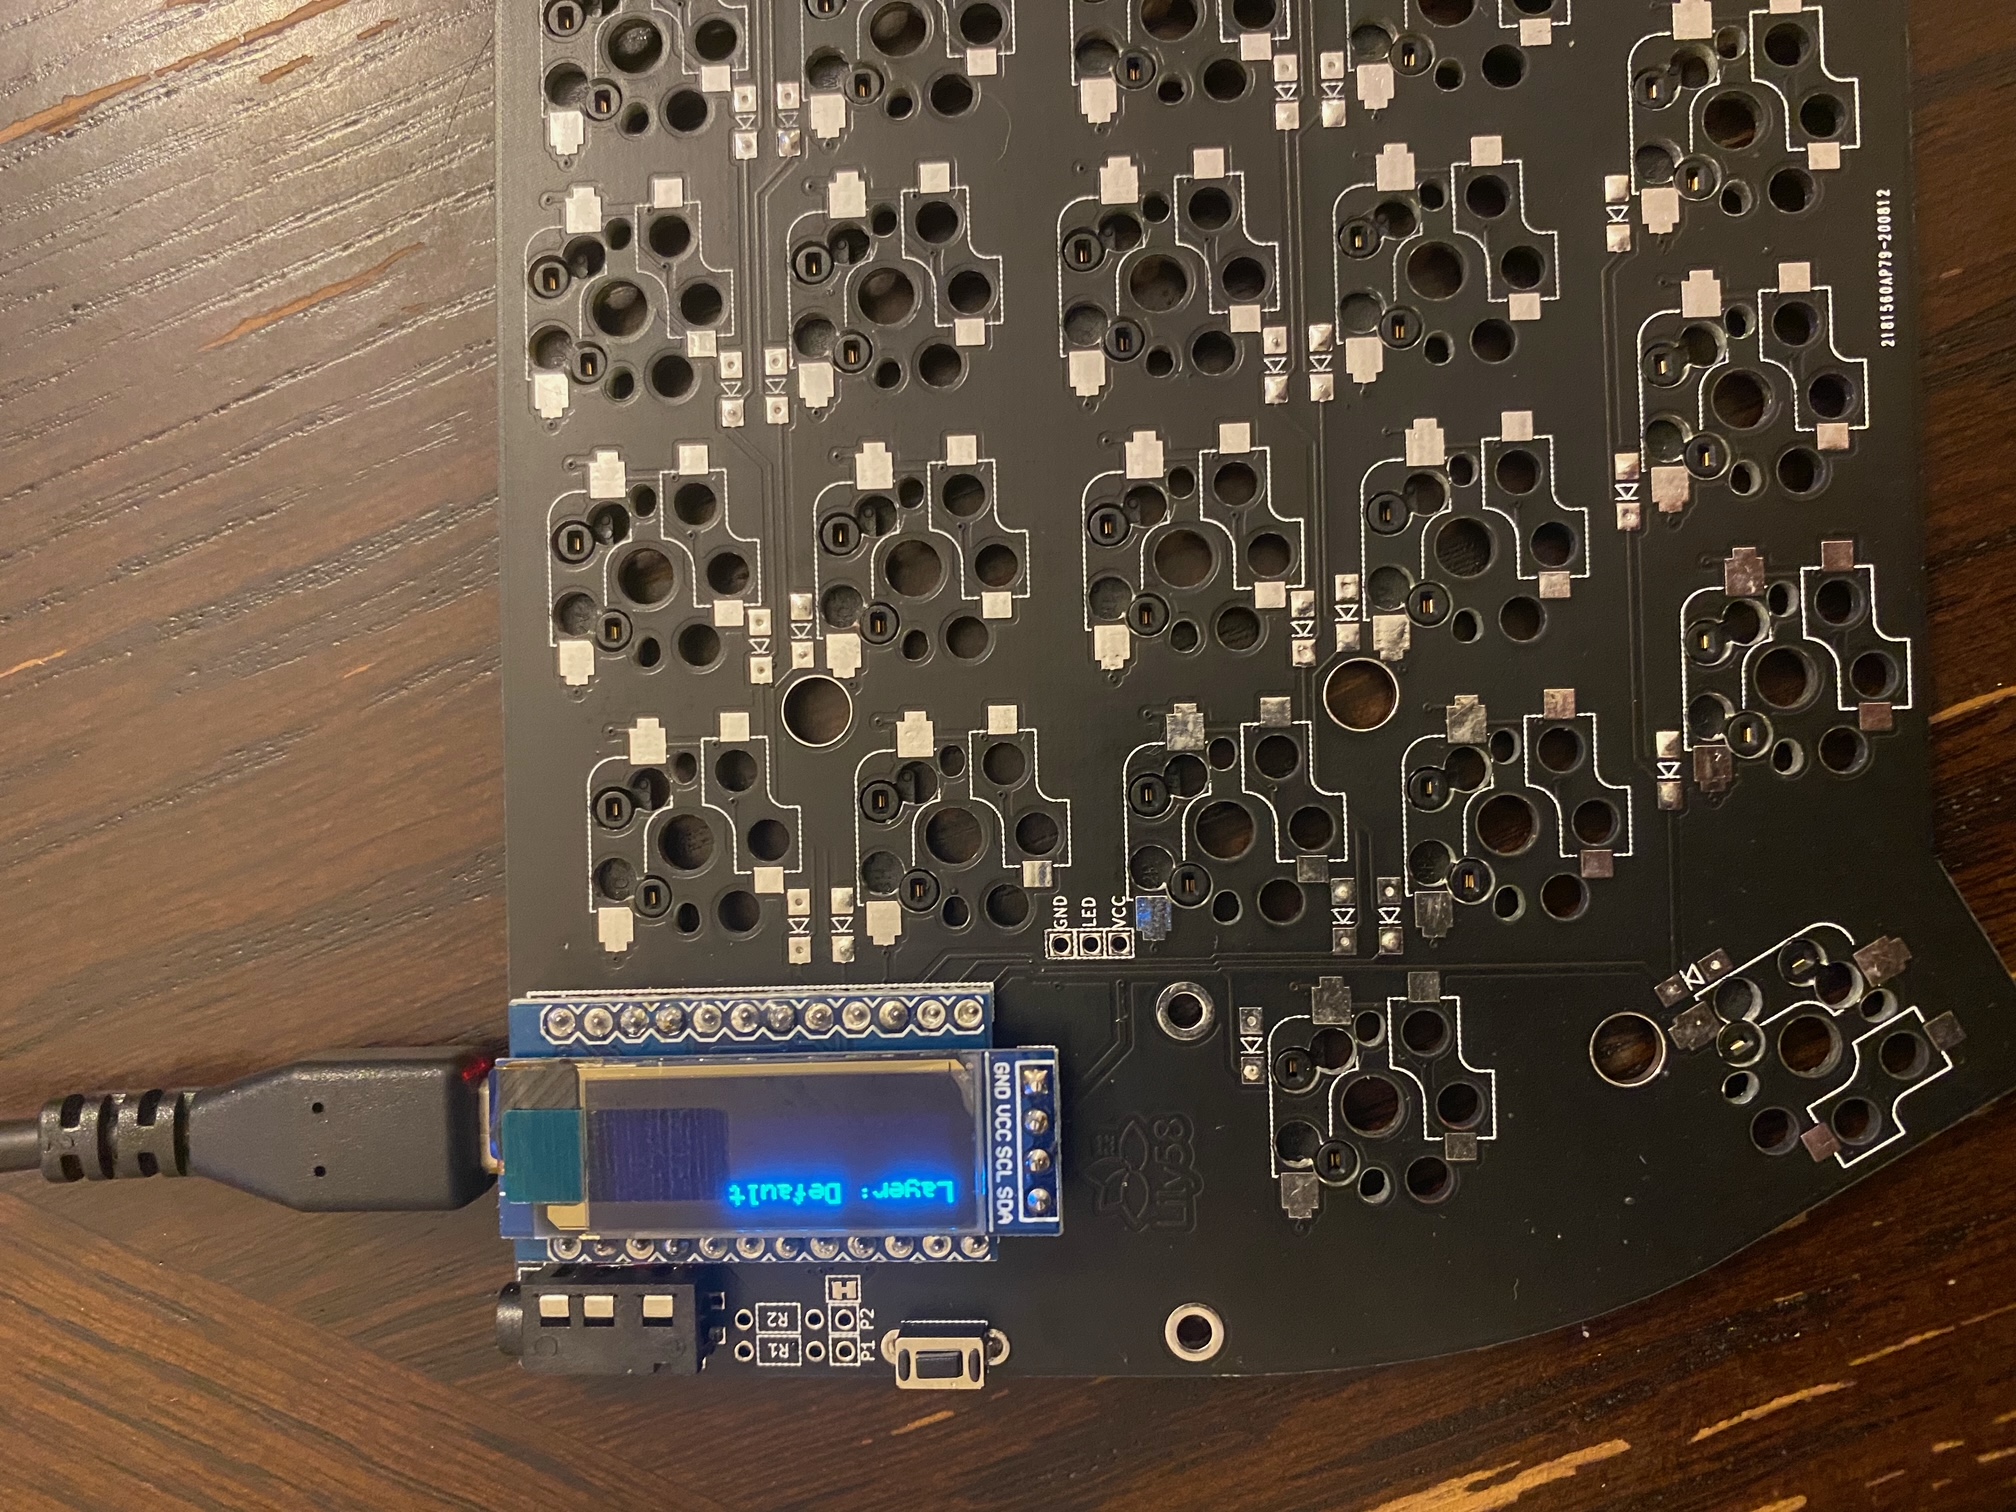 2181560AP79-200812
GND
LED
VCC
GND VCC SCL SDA
Layer: Default
Lily58
R2
P2
R1
P1